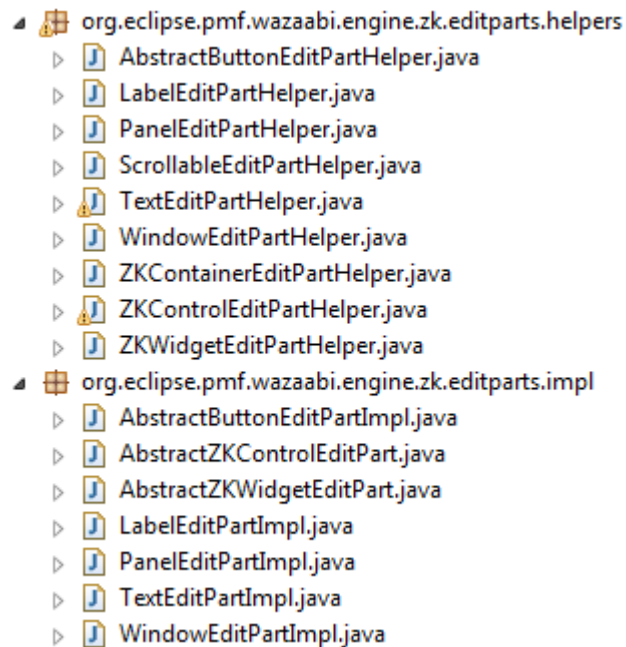 org.eclipse.pmf.wazaabi.engine.zk.editparts.helpers
AbstractButtonEditPartHelper.java
LabelEditPartHelper.java
PanelEditPartHelper.java
ScrollableEditPartHelper.java
TextEditPartHelper.java
WindowEditPartHelper.java
ZKContainerEditPartHelper.java
ZKControlEditPartHelper.java
ZKWidgetEditPartHelper.java
org.eclipse.pmf.wazaabi.engine.zk.editparts.impl
AbstractButtonEditPartImpl.java
AbstractZKControlEditPart.java
AbstractZKWidgetEditPart.java
LabelEditPartImpl.java
PanelEditPartImpl.java
TextEditPartImpl.java
WindowEditPartImpl.java